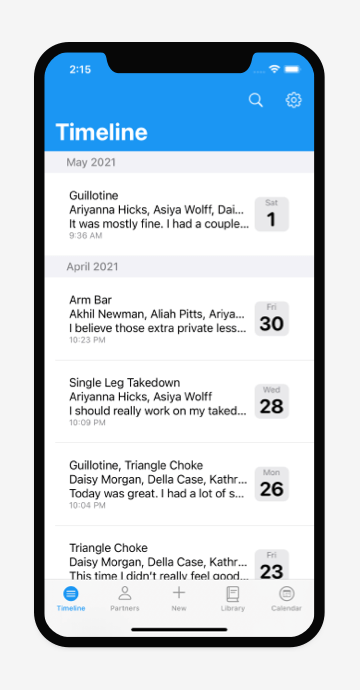 2:15
Timeline
May 2021
Guillotine
Ariyanna Hicks, Asiya Wolff, Dai...
It was mostly fine. I had a couple...
9:36 AM
Sat
1
April 2021
Arm Bar
Akhil Newman, Aliah Pitts, Ariya...
I believe those extra private less...
10:23 PM
Fri
30
Single Leg Takedown
Ariyanna Hicks, Asiya Wolff
I should really work on my taked...
10:09 PM
Wed
28
Guillotine, Triangle Choke
Daisy Morgan, Della Case, Kathr...
Today was great. I had a lot of s...
10:04 PM
Mon
26
Triangle Choke
Daisy Morgan, Della Case, Kathr...
This time I didn't really feel good...
Fri
23
Timeline
Partners
New
Library
Calendar